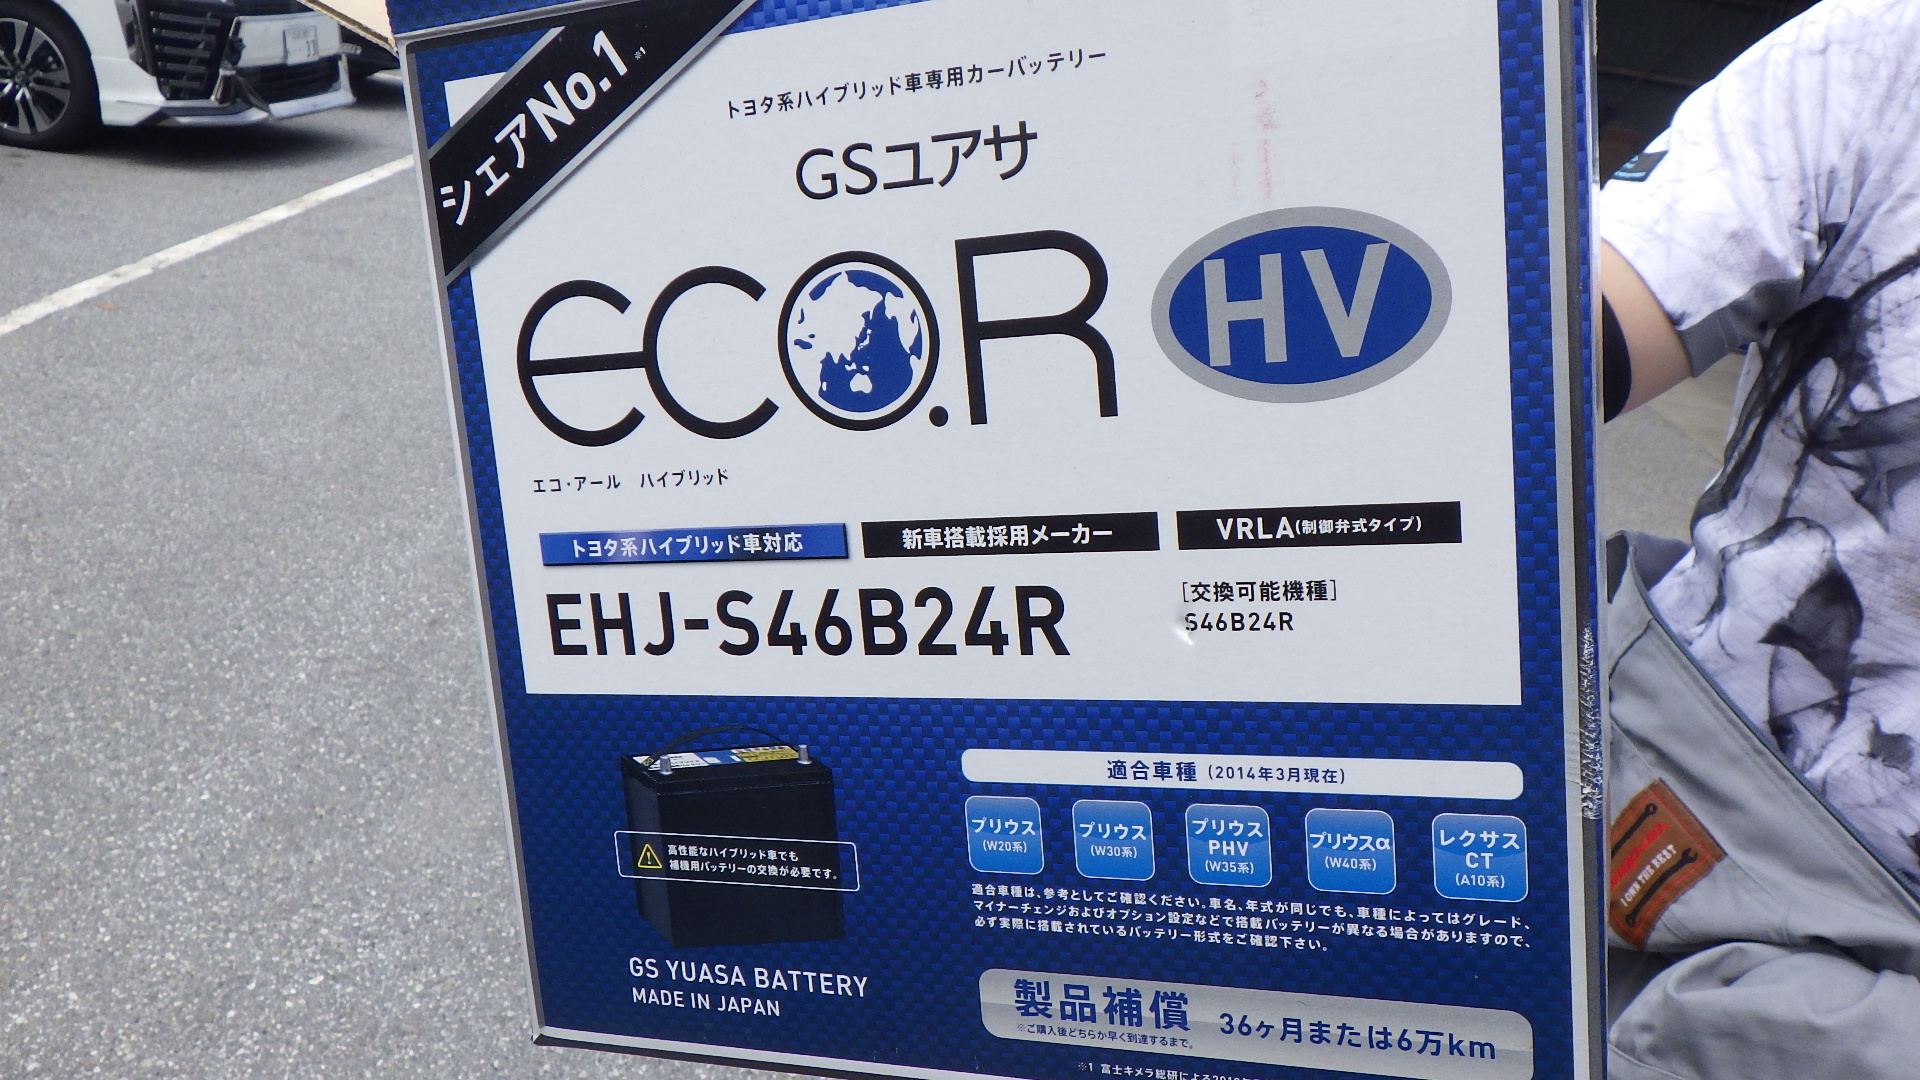 シェアNo.1 ※1
トヨタ系ハイブリッド車専用カーバッテリー
GSユアサ
eco.R HV
エコ・アール ハイブリッド
トヨタ系ハイブリッド車対応
新車搭載採用メーカー
VRLA(制御弁式タイプ)
EHJ-S46B24R
[交換可能機種]
S46B24R
高性能なハイブリッド車でも
補機用バッテリーの交換が必要です。
GS YUASA BATTERY
MADE IN JAPAN
適合車種 (2014年3月現在)
プリウス
(W20系)
プリウス
(W30系)
プリウス
PHV
(W35系)
プリウスα
(W40系)
レクサス
CT
(A10系)
適合車種は、参考としてご確認ください。車名、年式が同じでも、車種によってはグレード、
マイナーチェンジおよびオプション設定などで搭載バッテリーが異なる場合がありますので、
必ず実際に搭載されているバッテリー形式をご確認下さい。
製品補償 36ヶ月または6万km
※ご購入後どちらか早く到達するまで。
※1 富士キメラ総研による
I OWN THE BEST